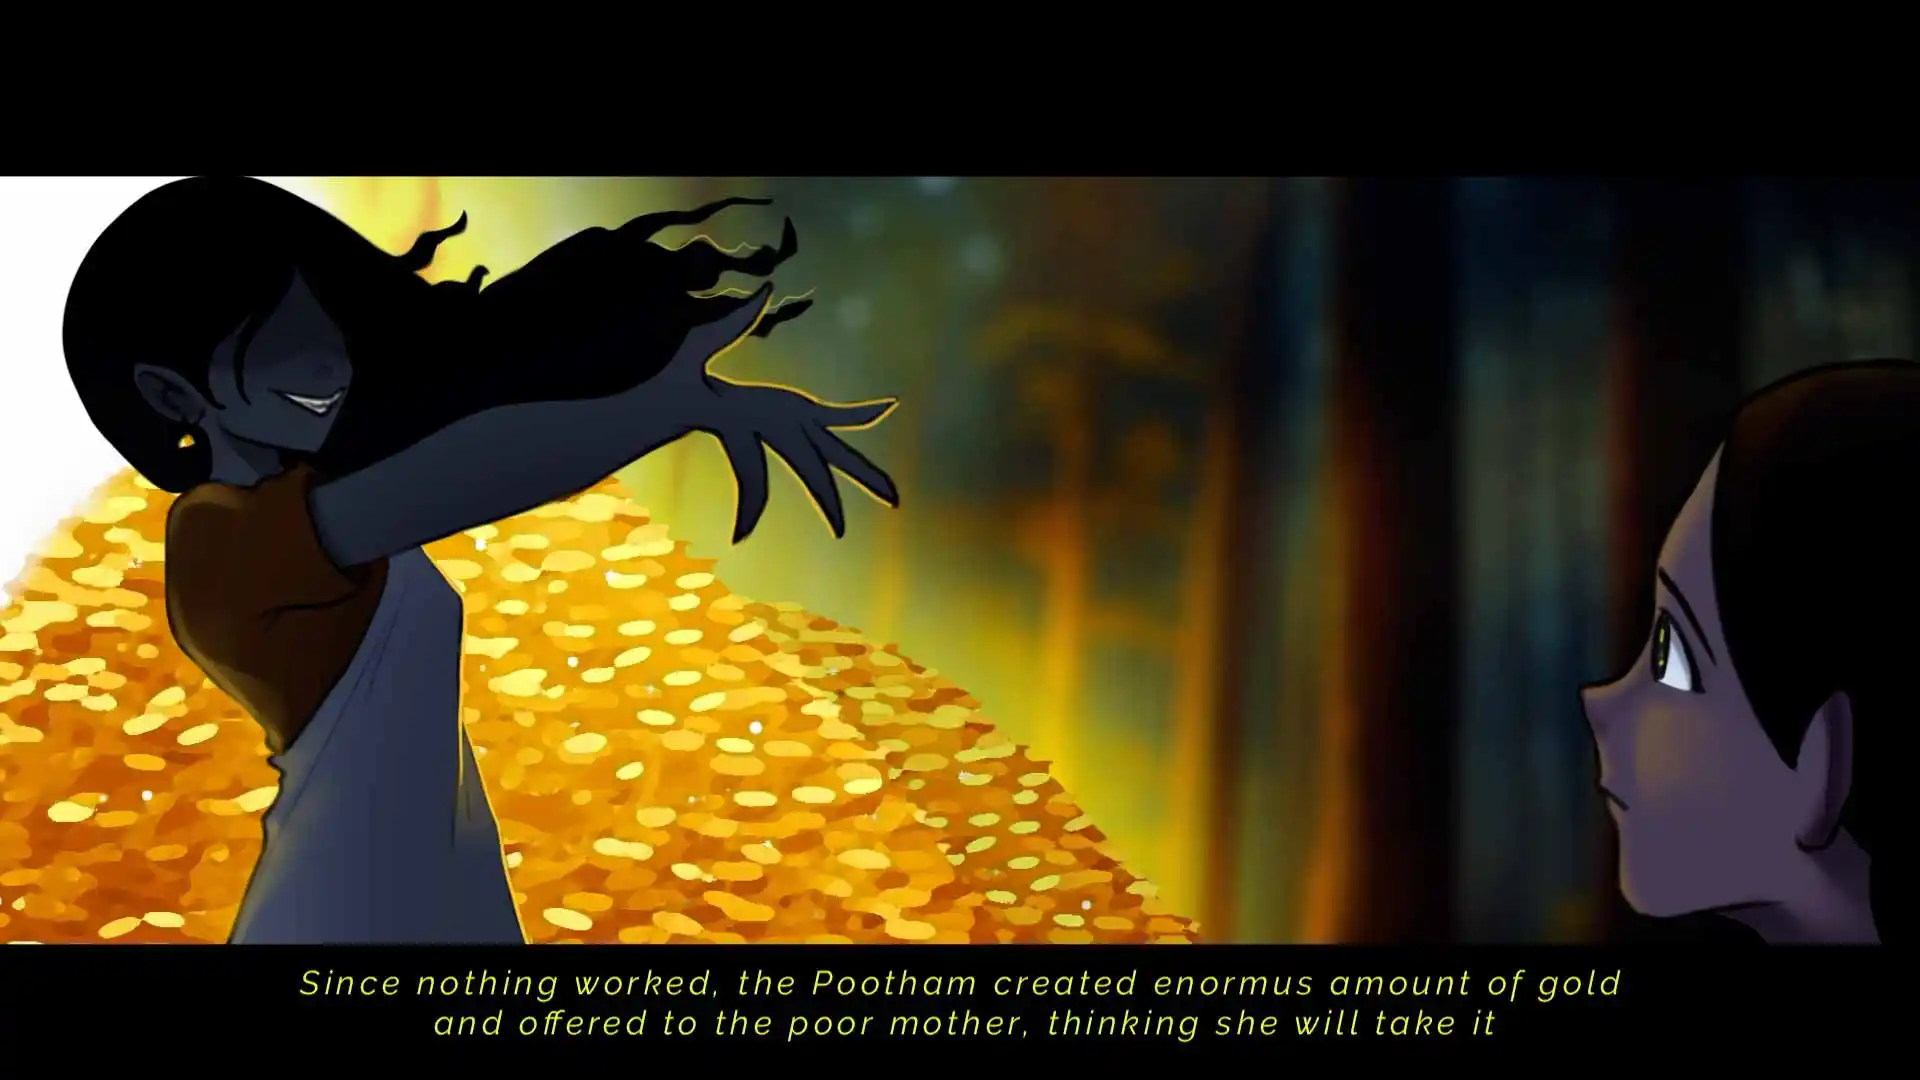 Since nothing worked, the Pootham created enormus amount of gold
and offered to the poor mother, thinking she will take it